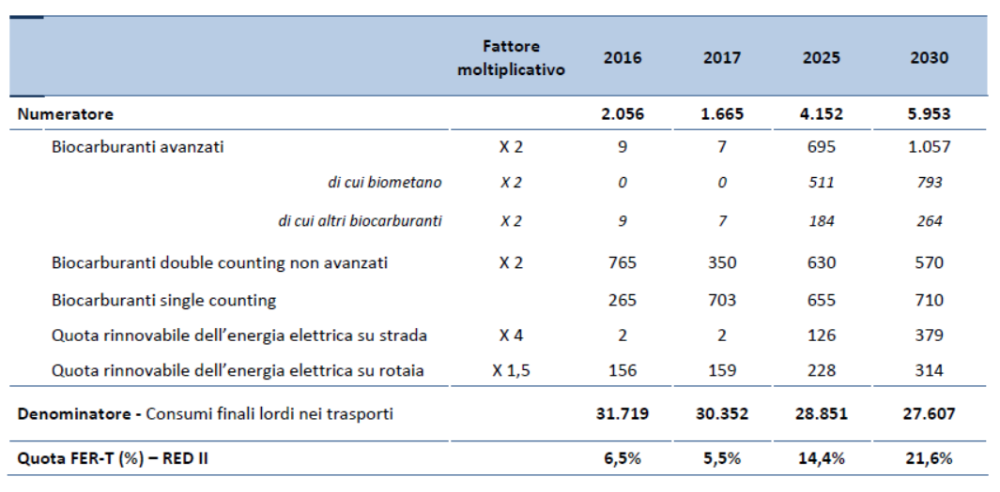 Fattore moltiplicativo 2016 2017 2025 2030
Numeratore 2.056 1.665 4.152 5.953
Biocarburanti avanzati X 2 9 7 695 1.057
di cui biometano X 2 0 0 511 793
di cui altri biocarburanti X 2 9 7 184 264
Biocarburanti double counting non avanzati X 2 765 350 630 570
Biocarburanti single counting 265 703 655 710
Quota rinnovabile dell'energia elettrica su strada X 4 2 2 126 379
Quota rinnovabile dell'energia elettrica su rotaia X 1,5 156 159 228 314
Denominatore - Consumi finali lordi nei trasporti 31.719 30.352 28.851 27.607
Quota FER-T (%) – RED II 6,5% 5,5% 14,4% 21,6%